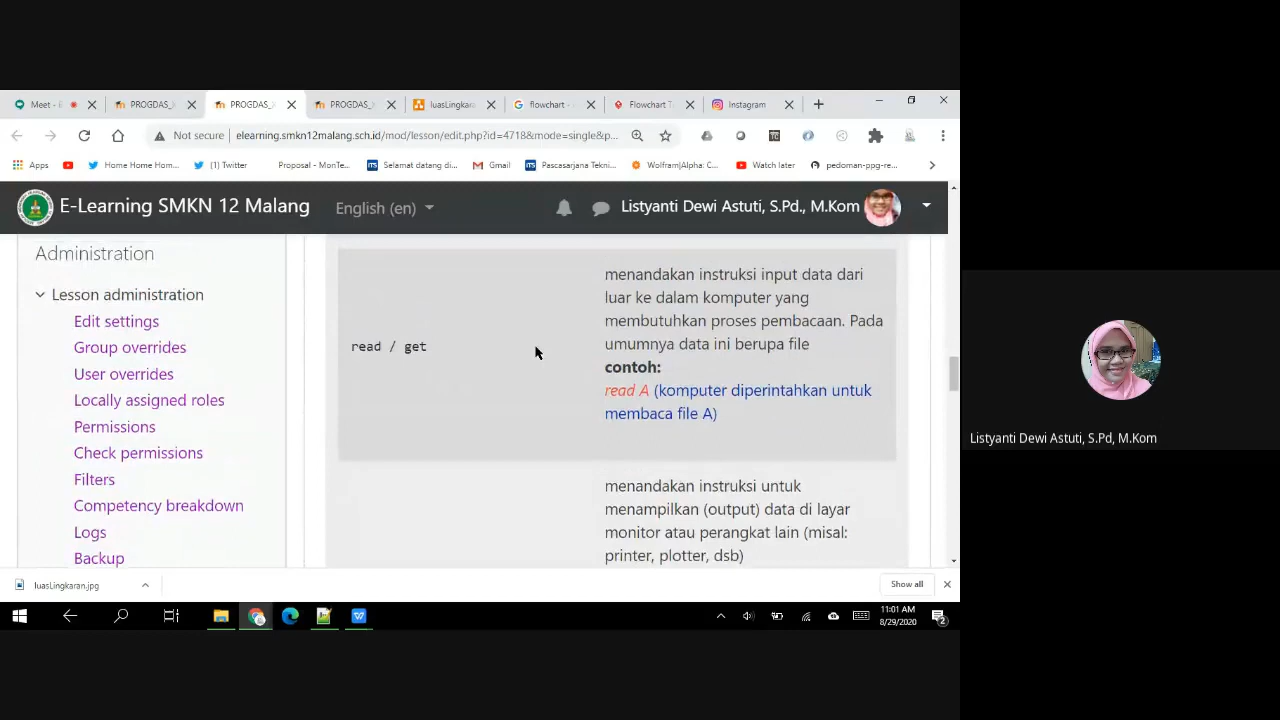 Meet - F
PROGDAS_X
PROGDAS_X
PROGDAS_X
luasLingkara
flowchart -
Flowchart T
Instagram
Not secure
elearning.smkn12malang.sch.id/mod/lesson/edit.php?id=4718&mode=single&p...
Apps
Home Home Hom...
(1) Twitter
Proposal - MonTe...
Selamat datang di...
Gmail
Pascasarjana Tekni...
Wolfram|Alpha: C...
Watch later
pedoman-ppg-re...
E-Learning SMKN 12 Malang
English (en)
Listyanti Dewi Astuti, S.Pd., M.Kom
Administration
Lesson administration
Edit settings
Group overrides
User overrides
Locally assigned roles
Permissions
Check permissions
Filters
Competency breakdown
Logs
Backup
read / get
menandakan instruksi input data dari
luar ke dalam komputer yang
membutuhkan proses pembacaan. Pada
umumnya data ini berupa file
contoh:
read A (komputer diperintahkan untuk
membaca file A)
menandakan instruksi untuk
menampilkan (output) data di layar
monitor atau perangkat lain (misal:
printer, plotter, dsb)
luasLingkaran.jpg
Show all
11:01 AM
8/29/2020
2
Listyanti Dewi Astuti, S.Pd, M.Kom